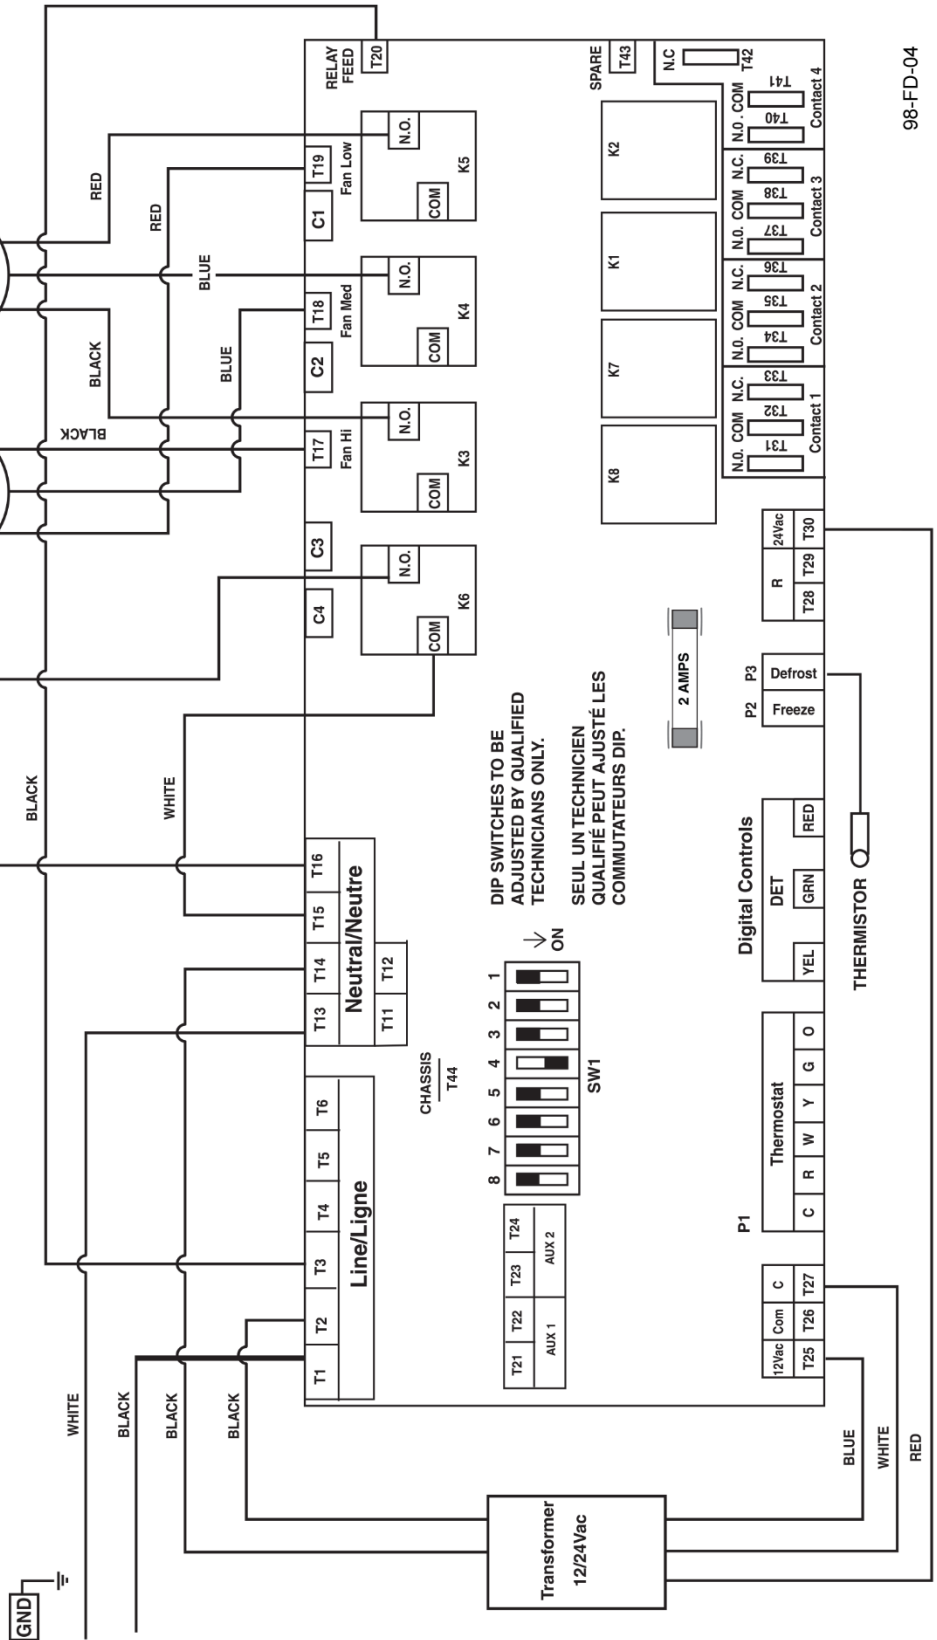 RELAY
FEED
T20
SPARE
T43
N.C
T42
98-FD-04
RED
RED
BLUE
BLACK
BLUE
BLACK
BLACK
WHITE
T19
Fan Low
C1
T18
Fan Med
C2
T17
Fan Hi
C3
C4
N.O.
COM
K5
N.O.
COM
K4
N.O.
COM
K3
N.O.
COM
K6
K2
K1
K7
K8
N.O. COM
T40
T41
Contact 4
N.O. COM N.C.
T37
T38
T39
Contact 3
N.O. COM N.C.
T34
T35
T36
Contact 2
N.O. COM N.C.
T31
T32
T33
Contact 1
R
24Vac
T28
T29
T30
2 AMPS
P2
P3
Freeze
Defrost
DIP SWITCHES TO BE
ADJUSTED BY QUALIFIED
TECHNICIANS ONLY.
SEUL UN TECHNICIEN
QUALIFIÉ PEUT AJUSTÉ LES
COMMUTATEURS DIP.
T13
T14
T15
T16
Neutral/Neutre
T11
T12
CHASSIS
T44
8 7 6 5 4 3 2 1
ON
SW1
Digital Controls
DET
YEL
GRN
RED
THERMISTOR
T1
T2
T3
T4
T5
T6
Line/Ligne
T21
T22
T23
T24
AUX 1
AUX 2
P1
Thermostat
C R W Y G O
12Vac
Com
C
T25
T26
T27
WHITE
BLACK
BLACK
BLACK
Transformer
12/24Vac
BLUE
WHITE
RED
GND